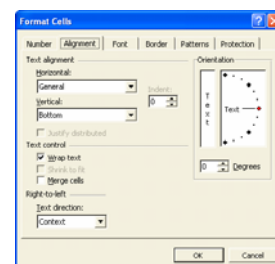 Format Cells
Number Alignment Font Border Patterns Protection
Text alignment
Horizontal:
General
Indent:
0
Vertical:
Bottom
Justify distributed
Text control
Wrap text
Shrink to fit
Merge cells
Right-to-left
Text direction:
Context
Orientation
Text
Text
0 Degrees
OK Cancel